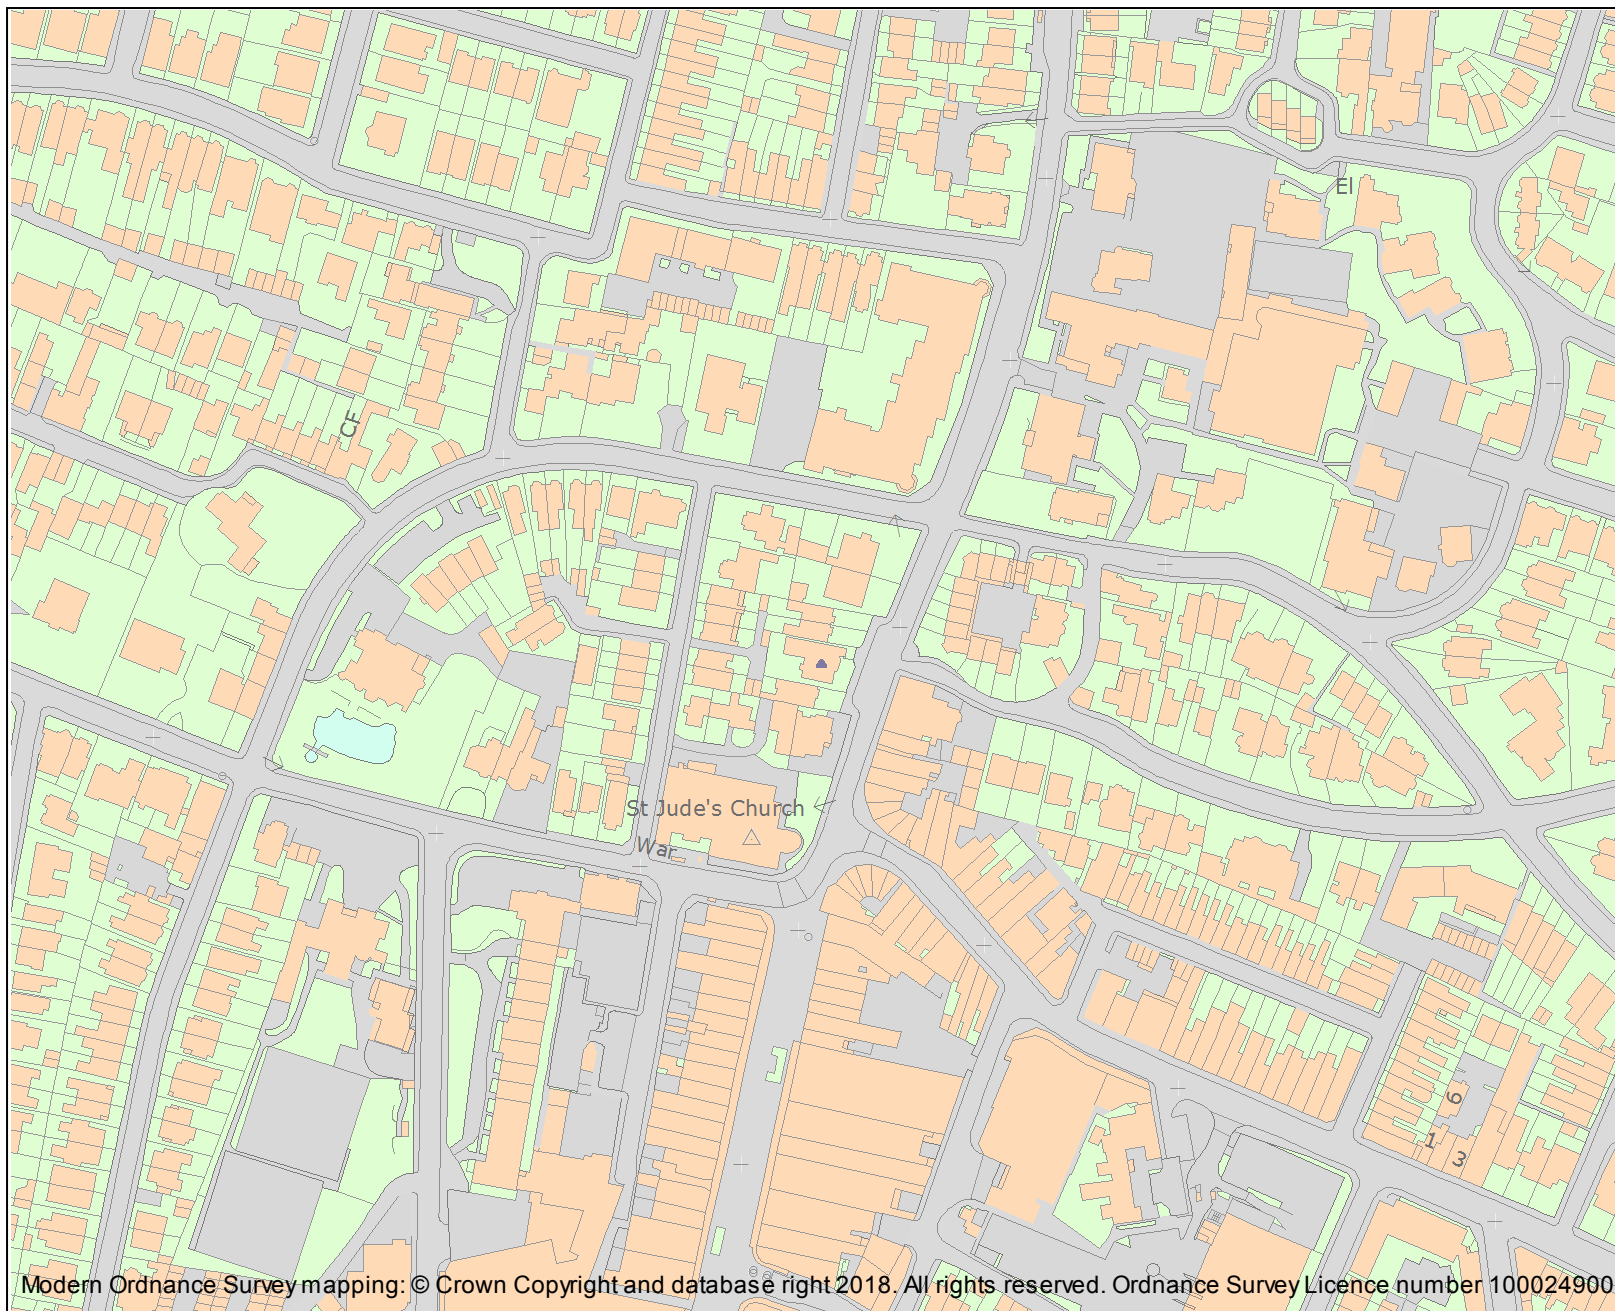 El
CF
St Jude's Church
War
6
1
3
Modern Ordnance Survey mapping: © Crown Copyright and database right 2018. All rights reserved. Ordnance Survey Licence number 100024900